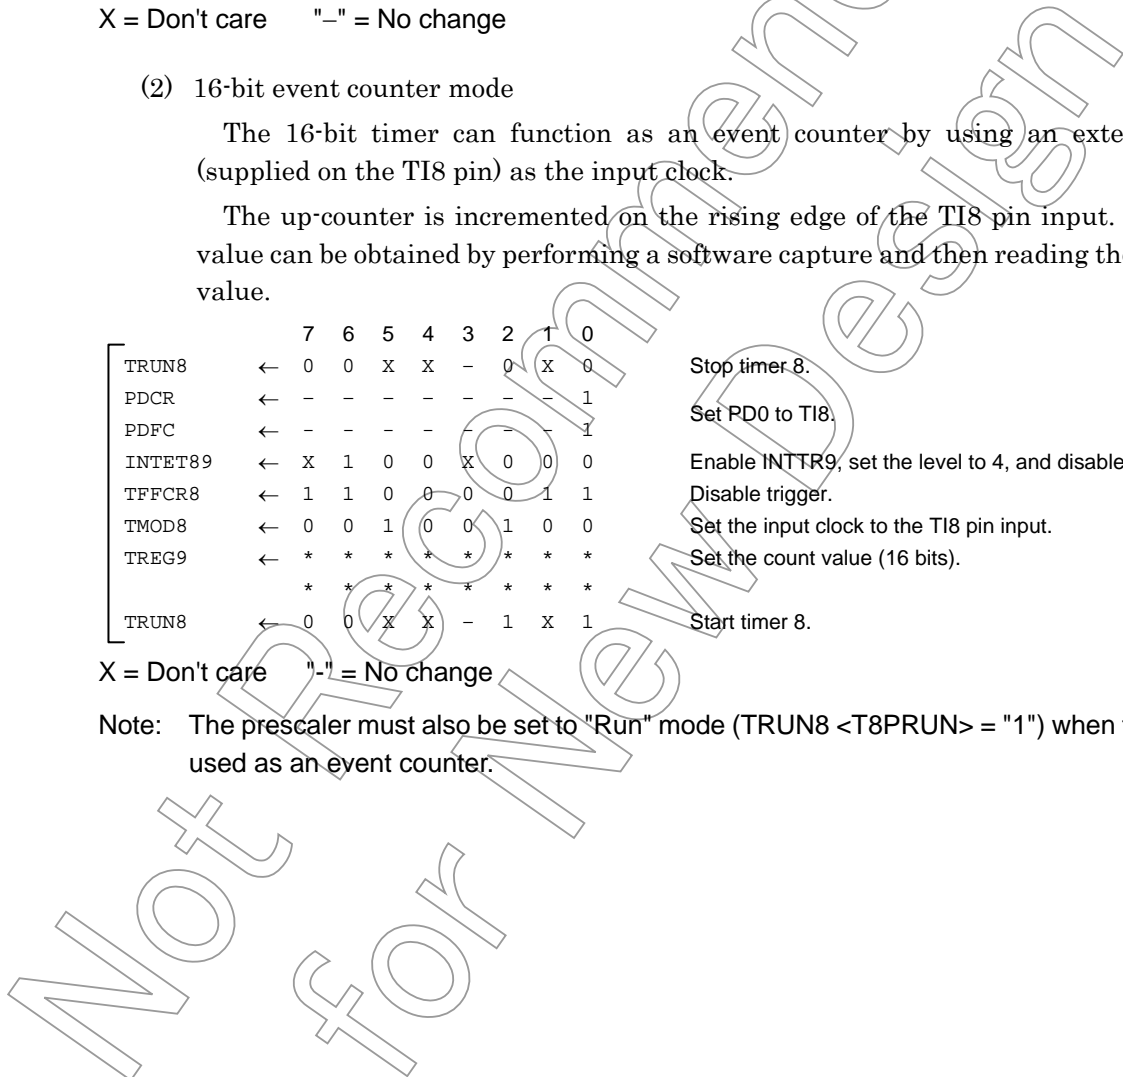 X = Don't care "–" = No change
(2) 16-bit event counter mode
The 16-bit timer can function as an event counter by using an exte
(supplied on the TI8 pin) as the input clock.
The up-counter is incremented on the rising edge of the TI8 pin input.
value can be obtained by performing a software capture and then reading the
value.
7 6 5 4 3 2 1 0
TRUN8 ← 0 0 X X – 0 X 0 Stop timer 8.
PDCR ← – – – – – – – 1
Set PD0 to TI8.
PDFC ← – – – – – – – 1
INTET89 ← X 1 0 0 X 0 0 0 Enable INTTR9, set the level to 4, and disable
TFFCR8 ← 1 1 0 0 0 0 1 1 Disable trigger.
TMOD8 ← 0 0 1 0 0 1 0 0 Set the input clock to the TI8 pin input.
TREG9 ← * * * * * * * * Set the count value (16 bits).
* * * * * * * *
TRUN8 ← 0 0 X X – 1 X 1 Start timer 8.
X = Don't care "-" = No change
Note: The prescaler must also be set to "Run" mode (TRUN8 <T8PRUN> = "1") when
used as an event counter.
Not Recommen
for New Design